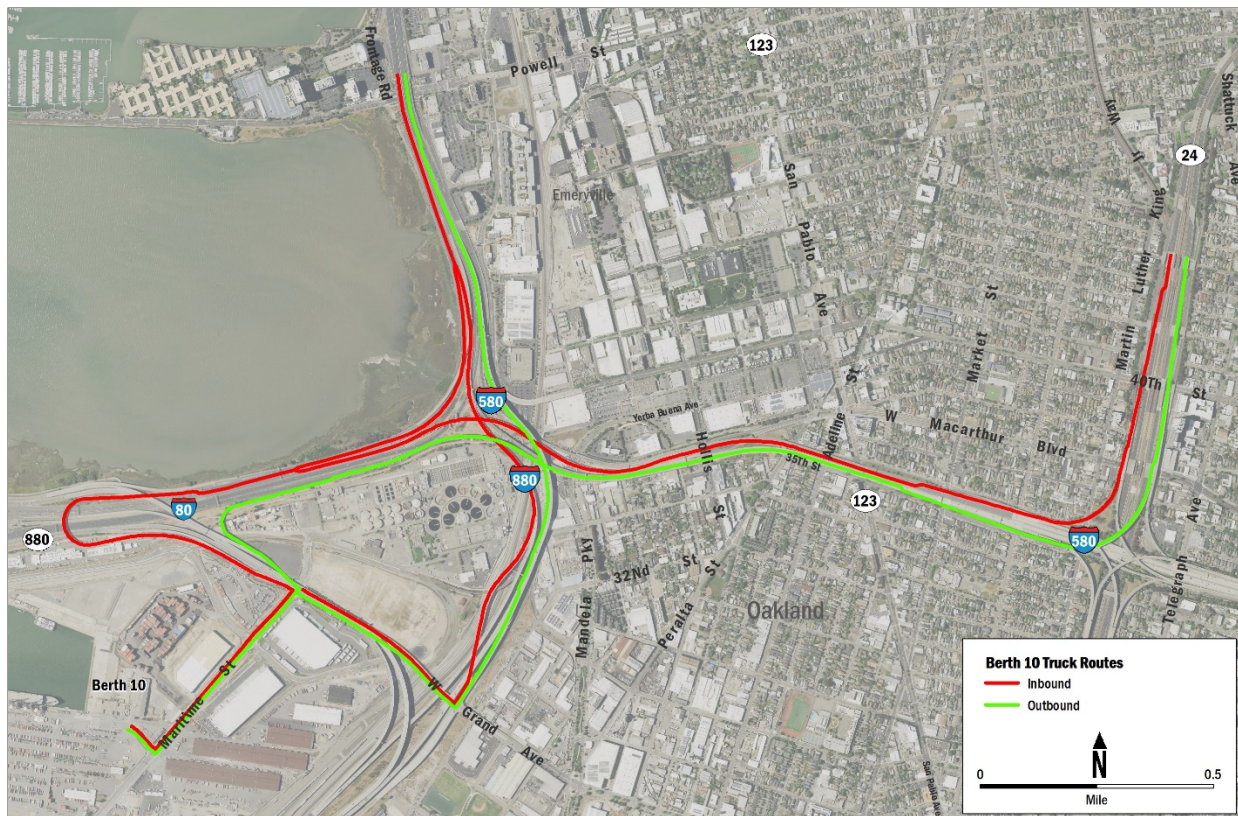 Frontage Rd
Powell St
123
Shattuck Ave
24
Martin Luther King Jr Way
Emeryville
San Pablo Ave
Market St
40Th St
580
Yerba Buena Ave
W Macarthur Blvd
Adeline St
Hollis St
35Th St
880
80
123
880
580
Mandela Pky
32Nd St
Peralta St
Oakland
Telegraph Ave
Berth 10
Maritime St
W Grand Ave
San Pablo Ave
Berth 10 Truck Routes
Inbound
Outbound
N
0 0.5
Mile